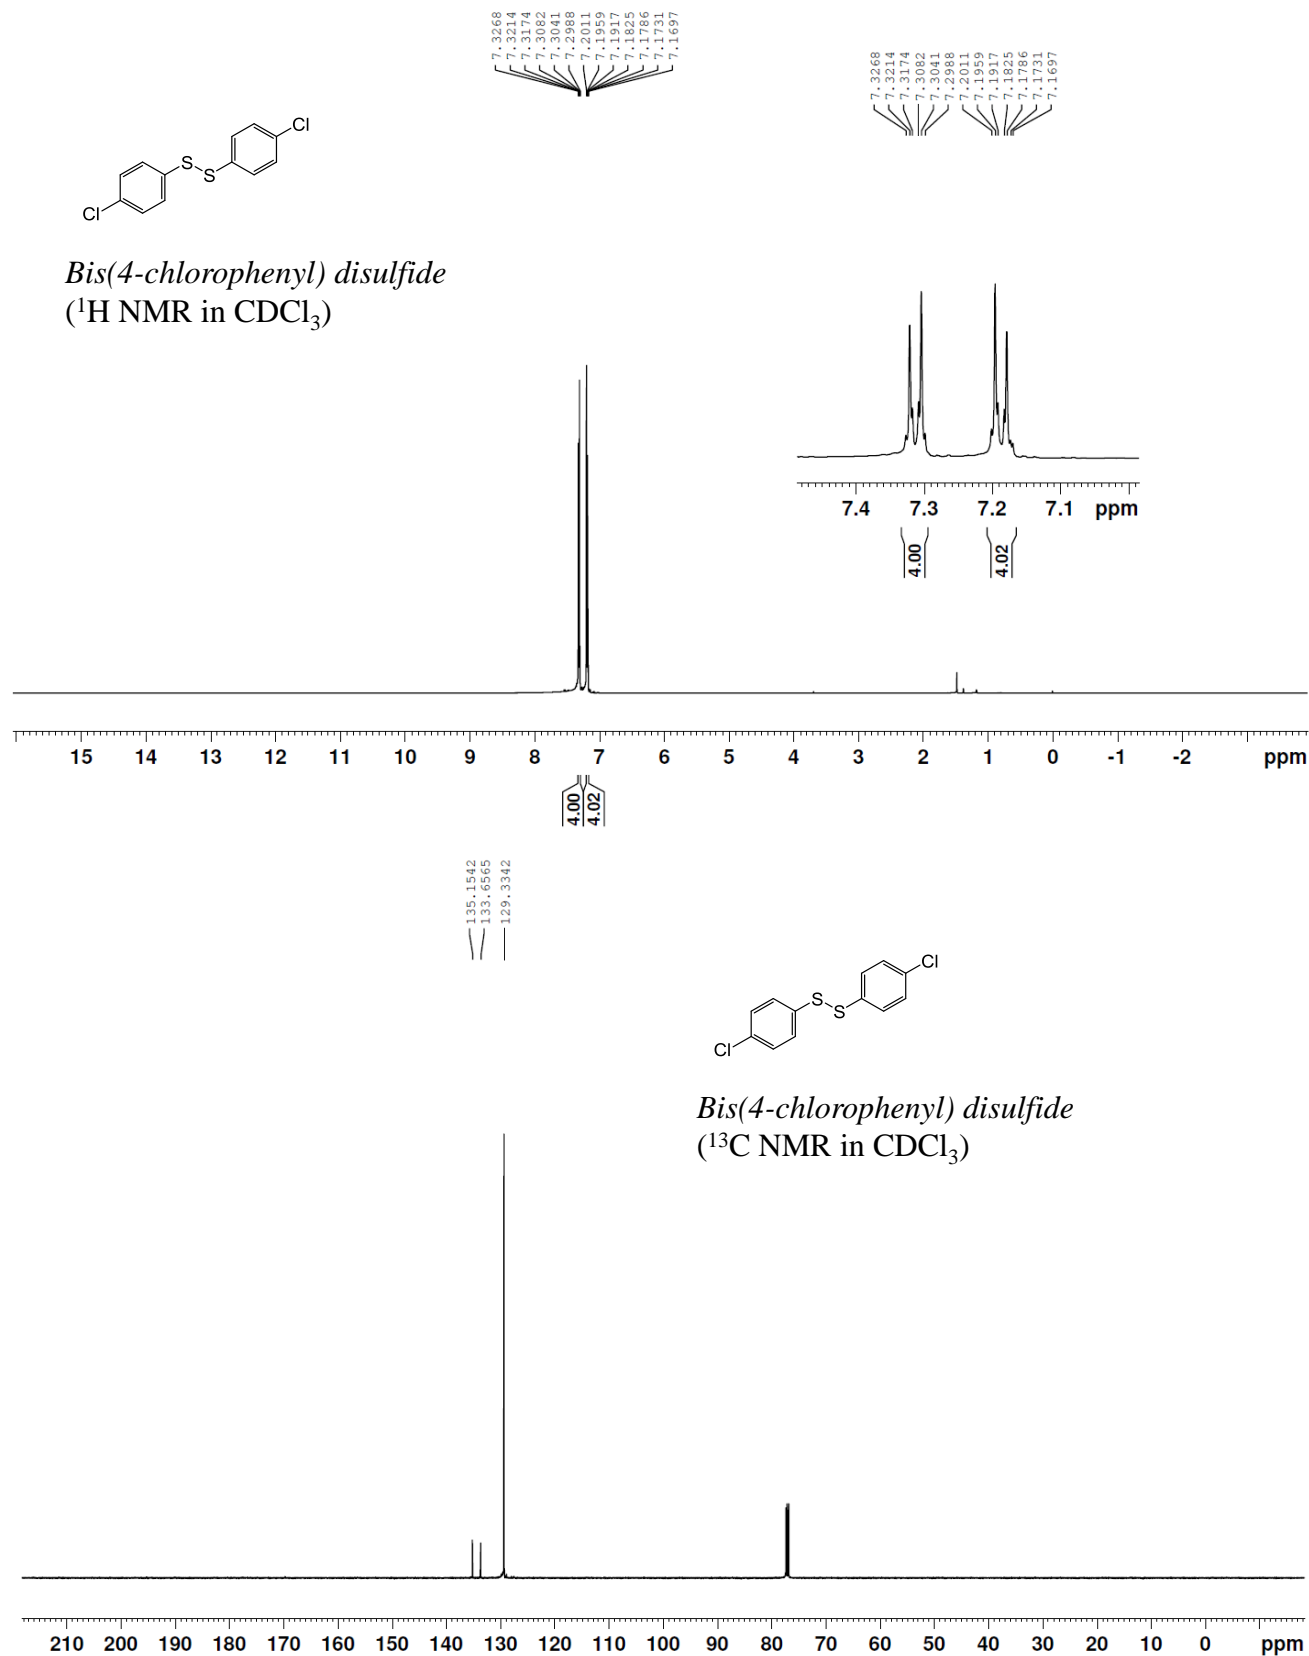 7.3268
7.3214
7.3174
7.3082
7.3041
7.2988
7.2011
7.1959
7.1917
7.1825
7.1786
7.1731
7.1697
7.3268
7.3214
7.3174
7.3082
7.3041
7.2988
7.2011
7.1959
7.1917
7.1825
7.1786
7.1731
7.1697
Cl
S
S
Cl
Bis(4-chlorophenyl) disulfide
(¹H NMR in CDCl₃)
7.4 7.3 7.2 7.1 ppm
4.00
4.02
15 14 13 12 11 10 9 8 7 6 5 4 3 2 1 0 -1 -2 ppm
4.00
4.02
135.1542
133.6565
129.3342
Cl
S
S
Cl
Bis(4-chlorophenyl) disulfide
(¹³C NMR in CDCl₃)
210 200 190 180 170 160 150 140 130 120 110 100 90 80 70 60 50 40 30 20 10 0 ppm